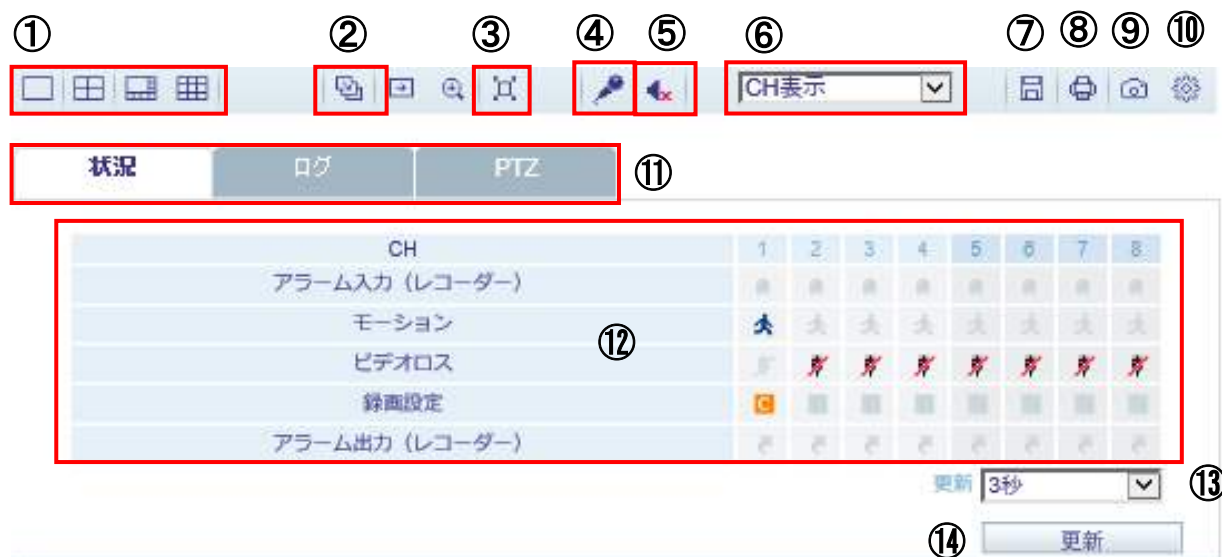 ① ② ③ ④ ⑤ ⑥ ⑦ ⑧ ⑨ ⑩
CH表示
状況 ログ PTZ ⑪
CH 1 2 3 4 5 6 7 8
アラーム入力（レコーダー）
モーション
⑫
ビデオロス
録画設定 C
アラーム出力（レコーダー）
更新 3秒 ⑬
⑭ 更新